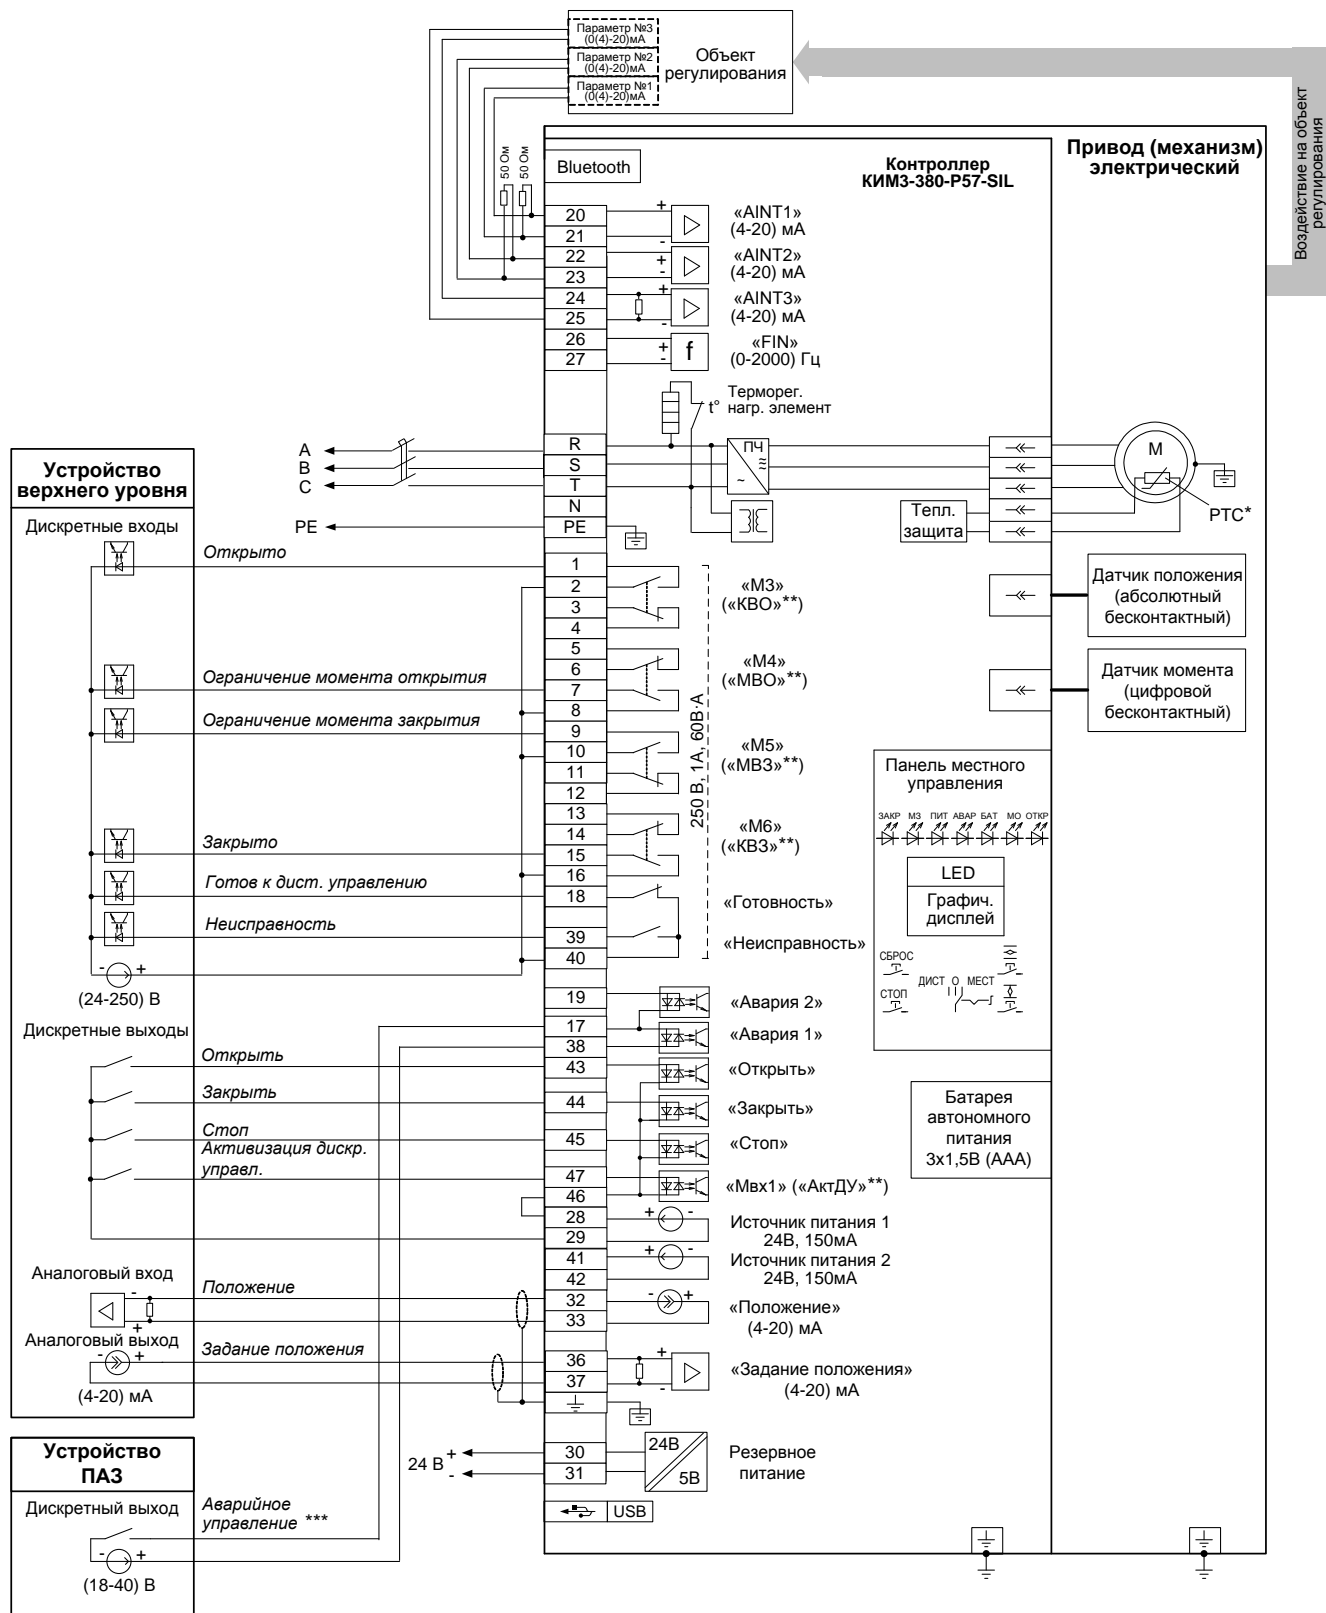 Параметр №3
(0(4)-20)мА
Параметр №2
(0(4)-20)мА
Параметр №1
(0(4)-20)мА
Объект
регулирования
Воздействие на объект
регулирования
50 Ом
50 Ом
Bluetooth
Контроллер
КИМ3-380-P57-SIL
Привод (механизм)
электрический
20
21
22
23
24
25
26
27
+
-
«AINT1»
(4-20) мА
+
-
«AINT2»
(4-20) мА
+
-
«AINT3»
(4-20) мА
+
-
f
«FIN»
(0-2000) Гц
t°
Терморег.
нагр. элемент
A
B
C
PE
R
S
T
N
PE
ПЧ
≈
~
M
PTC*
Тепл.
защита
Датчик положения
(абсолютный
бесконтактный)
Датчик момента
(цифровой
бесконтактный)
Устройство
верхнего уровня
Дискретные входы
Открыто
Ограничение момента открытия
Ограничение момента закрытия
Закрыто
Готов к дист. управлению
Неисправность
- +
(24-250) В
1
2
3
4
5
6
7
8
9
10
11
12
13
14
15
16
18
39
40
«М3»
(«КВО»**)
«М4»
(«МВО»**)
«М5»
(«МВЗ»**)
«М6»
(«КВЗ»**)
«Готовность»
«Неисправность»
250 В, 1А, 60В·А
Панель местного
управления
ЗАКР МЗ ПИТ АВАР БАТ МО ОТКР
LED
Графич.
дисплей
СБРОС
СТОП
ДИСТ О МЕСТ
Дискретные выходы
Открыть
Закрыть
Стоп
Активизация дискр.
управл.
19
17
38
43
44
45
47
46
28
29
41
42
32
33
36
37
«Авария 2»
«Авария 1»
«Открыть»
«Закрыть»
«Стоп»
«Мвх1» («АктДУ»**)
+ -
Источник питания 1
24В, 150мА
+ -
Источник питания 2
24В, 150мА
- +
«Положение»
(4-20) мА
+
-
«Задание положения»
(4-20) мА
Батарея
автономного
питания
3х1,5В (ААА)
Аналоговый вход
-
+
Положение
Аналоговый выход
- +
Задание положения
(4-20) мА
24 В
+
-
30
31
24В
5В
Резервное
питание
USB
Устройство
ПАЗ
Дискретный выход
Аварийное
управление ***
- +
(18-40) В